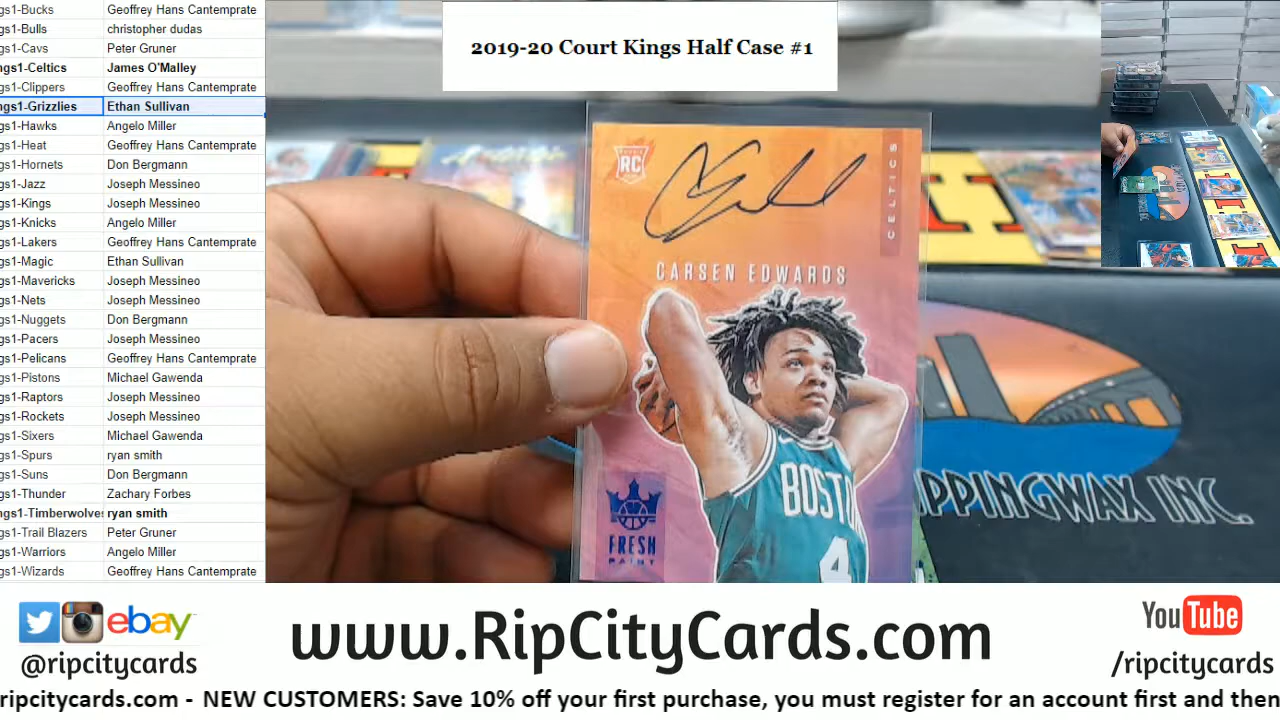 gs1-Bucks Geoffrey Hans Cantemprate
gs1-Bulls christopher dudas
gs1-Cavs Peter Gruner
ngs1-Celtics James O'Malley
gs1-Clippers Geoffrey Hans Cantemprate
ngs1-Grizzlies Ethan Sullivan
gs1-Hawks Angelo Miller
gs1-Heat Geoffrey Hans Cantemprate
gs1-Hornets Don Bergmann
gs1-Jazz Joseph Messineo
gs1-Kings Joseph Messineo
gs1-Knicks Angelo Miller
gs1-Lakers Geoffrey Hans Cantemprate
gs1-Magic Ethan Sullivan
gs1-Mavericks Joseph Messineo
gs1-Nets Joseph Messineo
gs1-Nuggets Don Bergmann
gs1-Pacers Joseph Messineo
gs1-Pelicans Geoffrey Hans Cantemprate
gs1-Pistons Michael Gawenda
gs1-Raptors Joseph Messineo
gs1-Rockets Joseph Messineo
gs1-Sixers Michael Gawenda
gs1-Spurs ryan smith
gs1-Suns Don Bergmann
gs1-Thunder Zachary Forbes
ngs1-Timberwolves ryan smith
gs1-Trail Blazers Peter Gruner
gs1-Warriors Angelo Miller
gs1-Wizards Geoffrey Hans Cantemprate
2019-20 Court Kings Half Case #1
RC
CELTICS
CARSEN EDWARDS
BOSTO
4
FRESH
PAINT
PPINGWAX INC.
ebay
@ripcitycards
www.RipCityCards.com
YouTube
/ripcitycards
ripcitycards.com - NEW CUSTOMERS: Save 10% off your first purchase, you must register for an account first and then